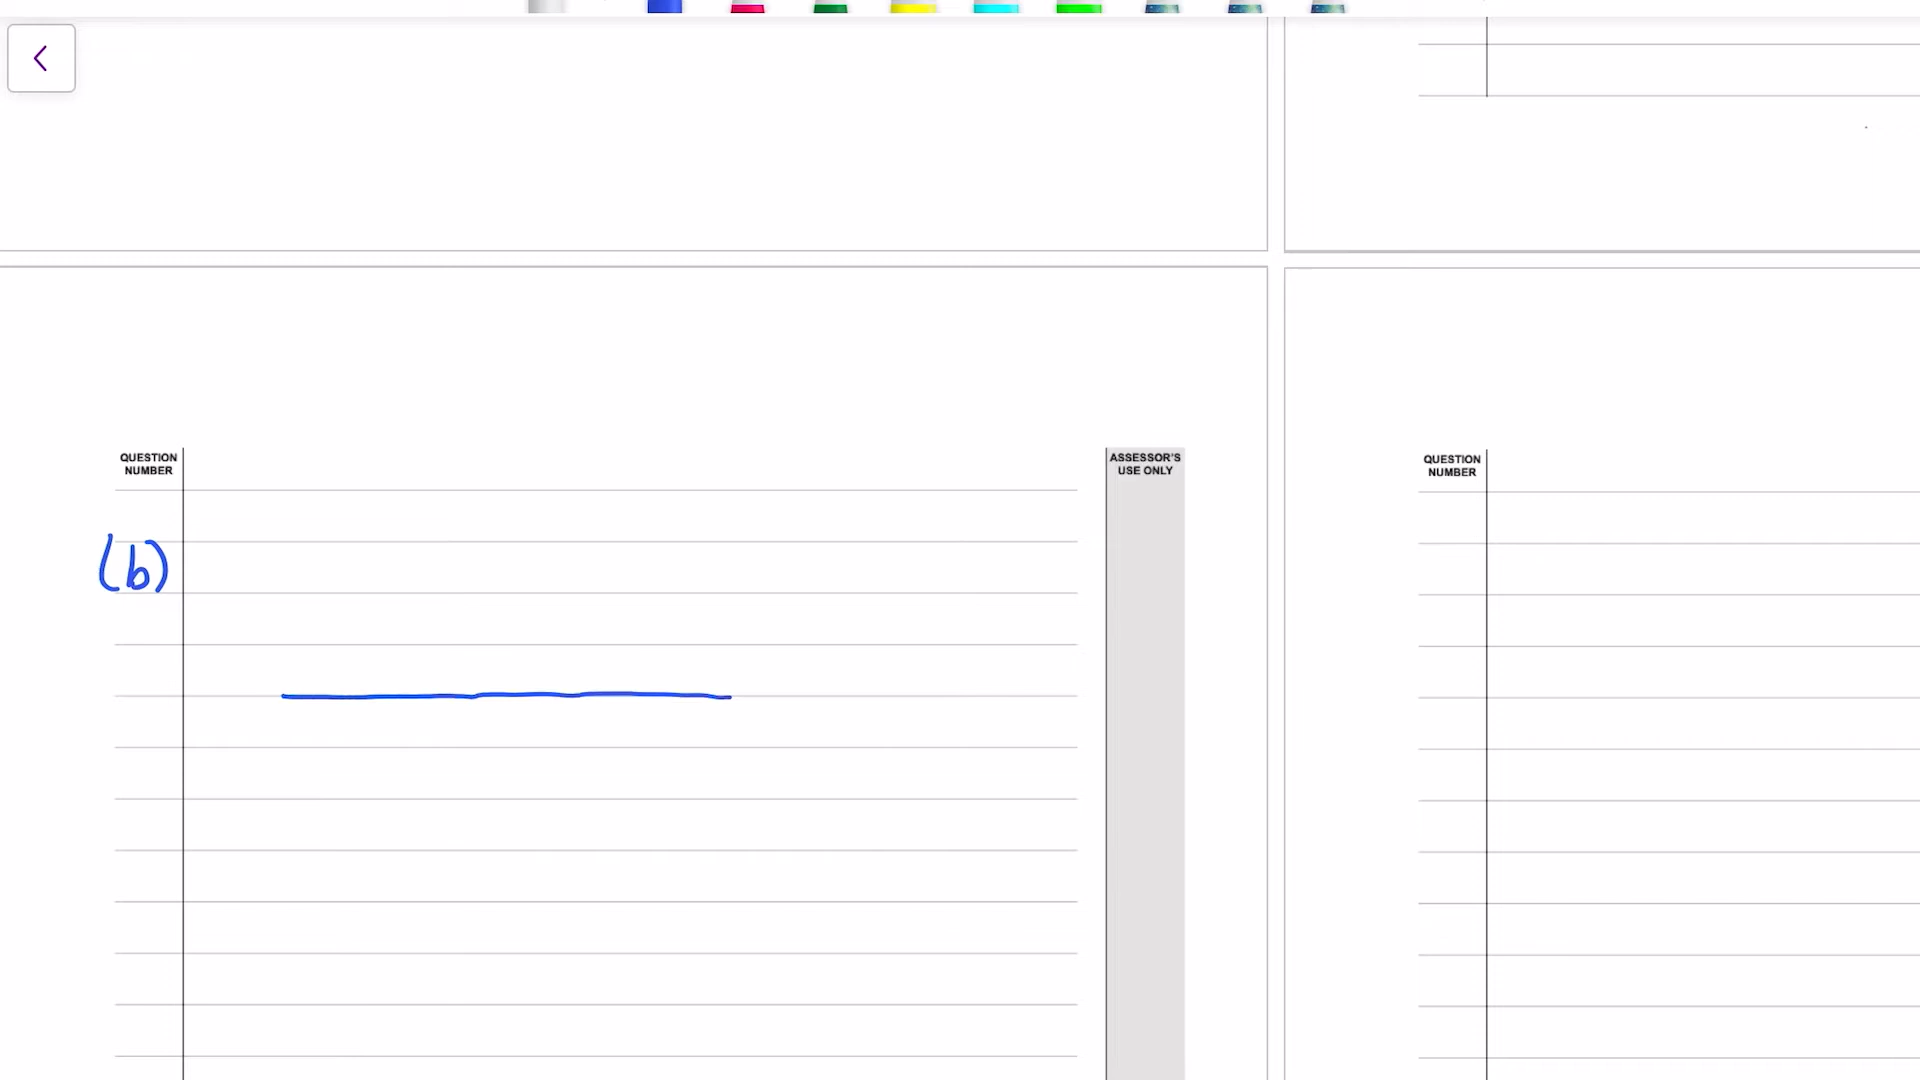 QUESTION
NUMBER
ASSESSOR'S
USE ONLY
(b)
QUESTION
NUMBER